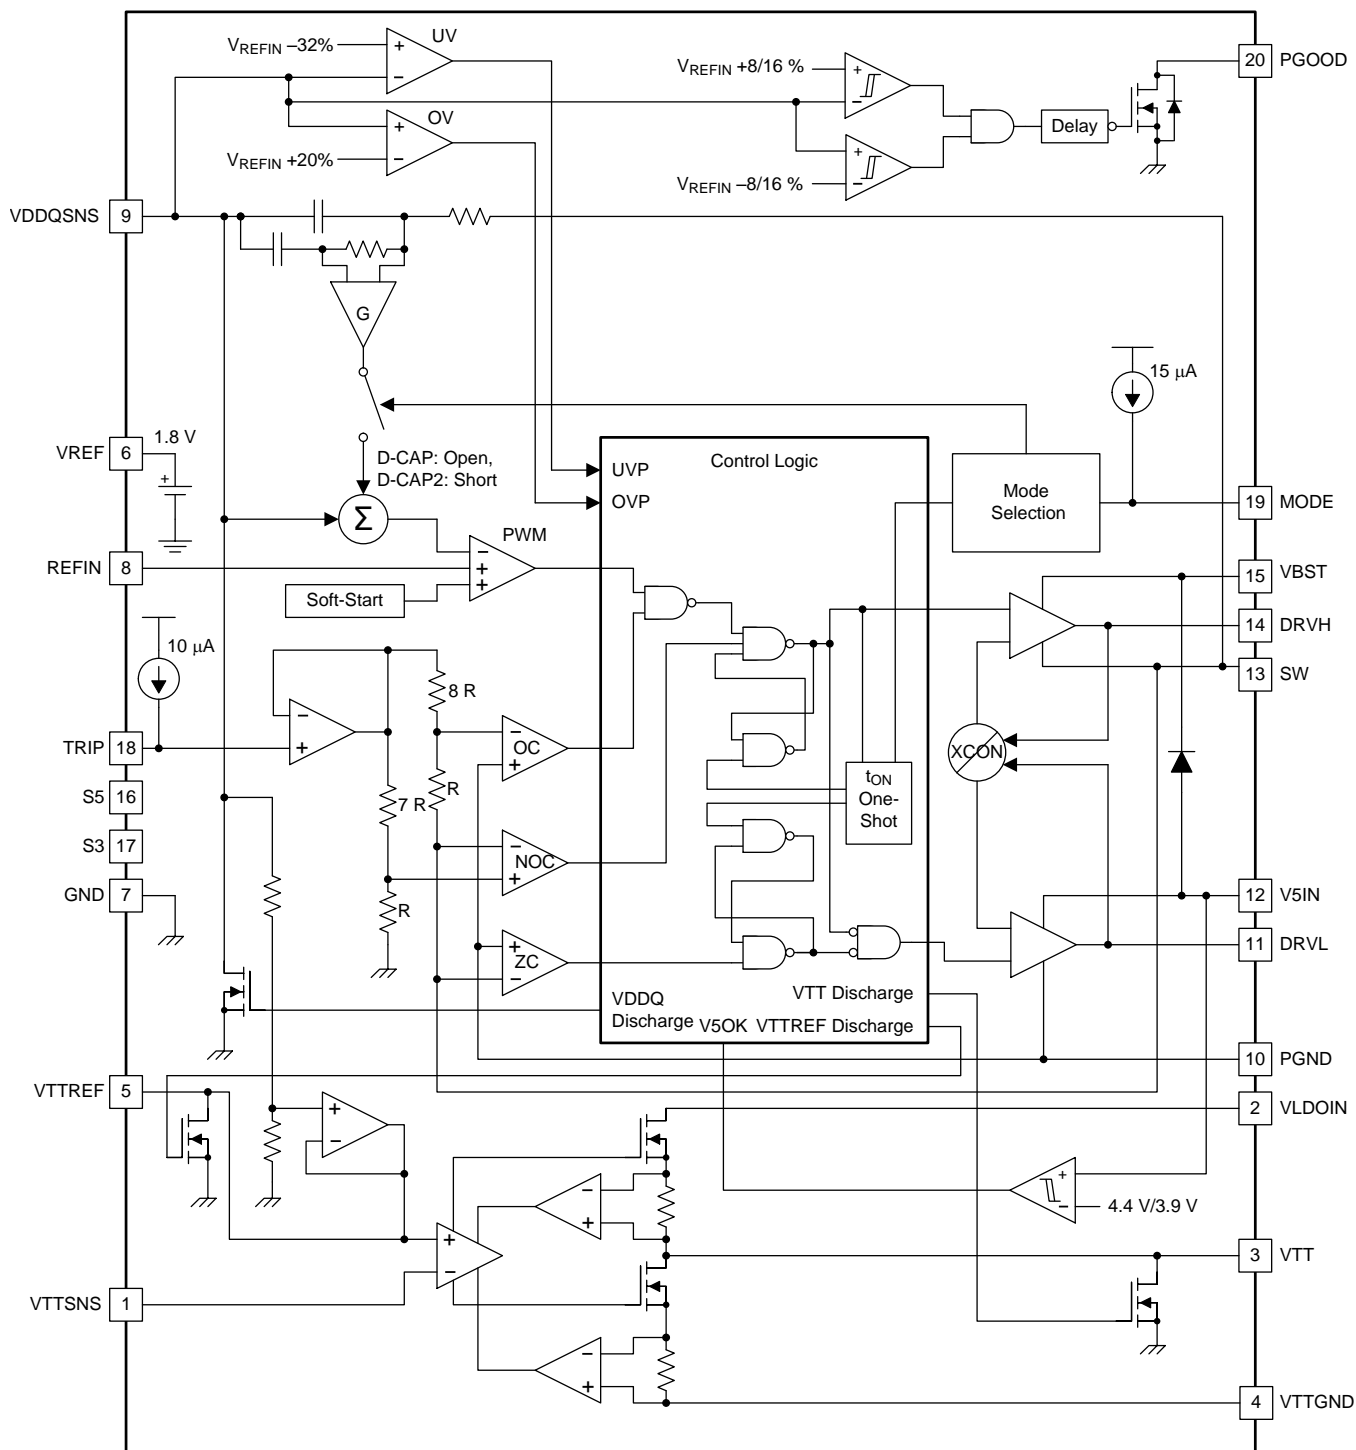 UV
V_REFIN –32%
+
–
OV
+
–
V_REFIN +20%
V_REFIN +8/16 %
+
–
+
–
V_REFIN –8/16 %
Delay
20 PGOOD
VDDQSNS 9
G
15 μA
VREF 6
1.8 V
+
D-CAP: Open,
D-CAP2: Short
Σ
Control Logic
UVP
OVP
Mode
Selection
19 MODE
PWM
–
+
+
REFIN 8
Soft-Start
15 VBST
14 DRVH
13 SW
10 μA
TRIP 18
–
+
8 R
–
OC
+
R
7 R
XCON
t_ON
One-
Shot
S5 16
S3 17
GND 7
–
NOC
+
R
12 V5IN
11 DRVL
+
ZC
–
VDDQ
Discharge
V5OK
VTT Discharge
VTTREF Discharge
10 PGND
VTTREF 5
+
–
2 VLDOIN
–
+
+
–
4.4 V/3.9 V
+
–
3 VTT
VTTSNS 1
–
+
4 VTTGND